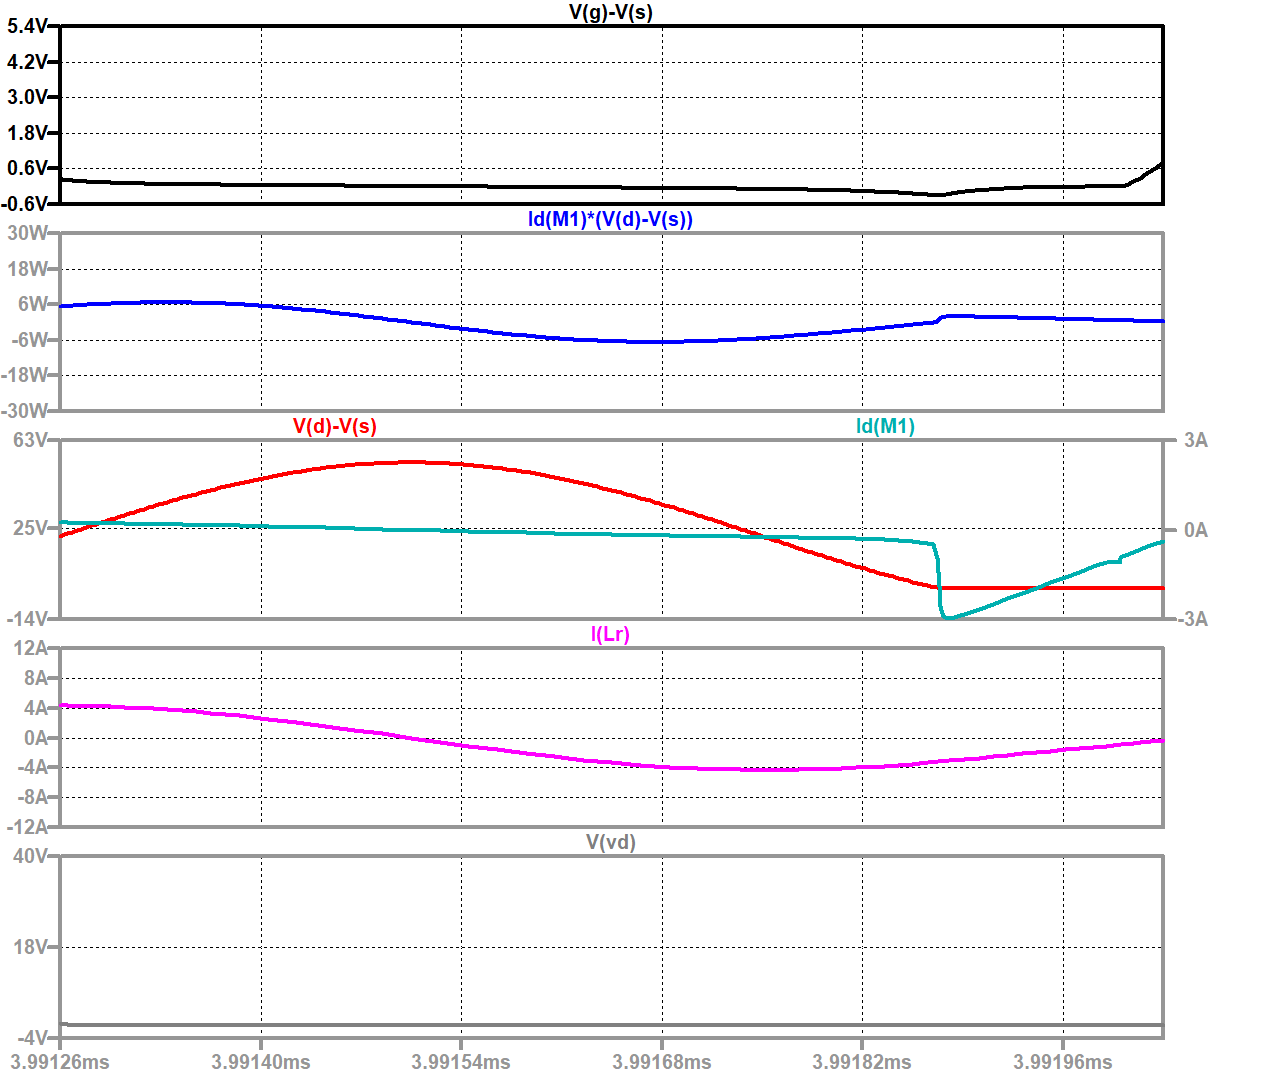 V(g)-V(s)
5.4V
4.2V
3.0V
1.8V
0.6V
-0.6V
Id(M1)*(V(d)-V(s))
30W
18W
6W
-6W
-18W
-30W
V(d)-V(s) Id(M1)
63V 3A
25V 0A
-14V -3A
I(Lr)
12A
8A
4A
0A
-4A
-8A
-12A
V(vd)
40V
18V
-4V
3.99126ms 3.99140ms 3.99154ms 3.99168ms 3.99182ms 3.99196ms